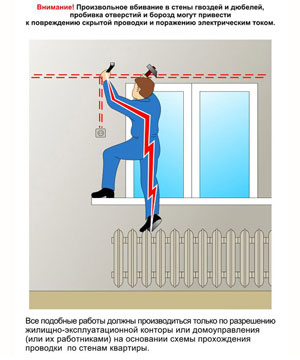 Внимание! Произвольное вбивание в стены гвоздей и дюбелей,
пробивка отверстий и борозд могут привести
к повреждению скрытой проводки и поражению электрическим током.
Все подобные работы должны производиться только по разрешению
жилищно-эксплуатационной конторы или домоуправления
(или их работниками) на основании схемы прохождения
проводки по стенам квартиры.